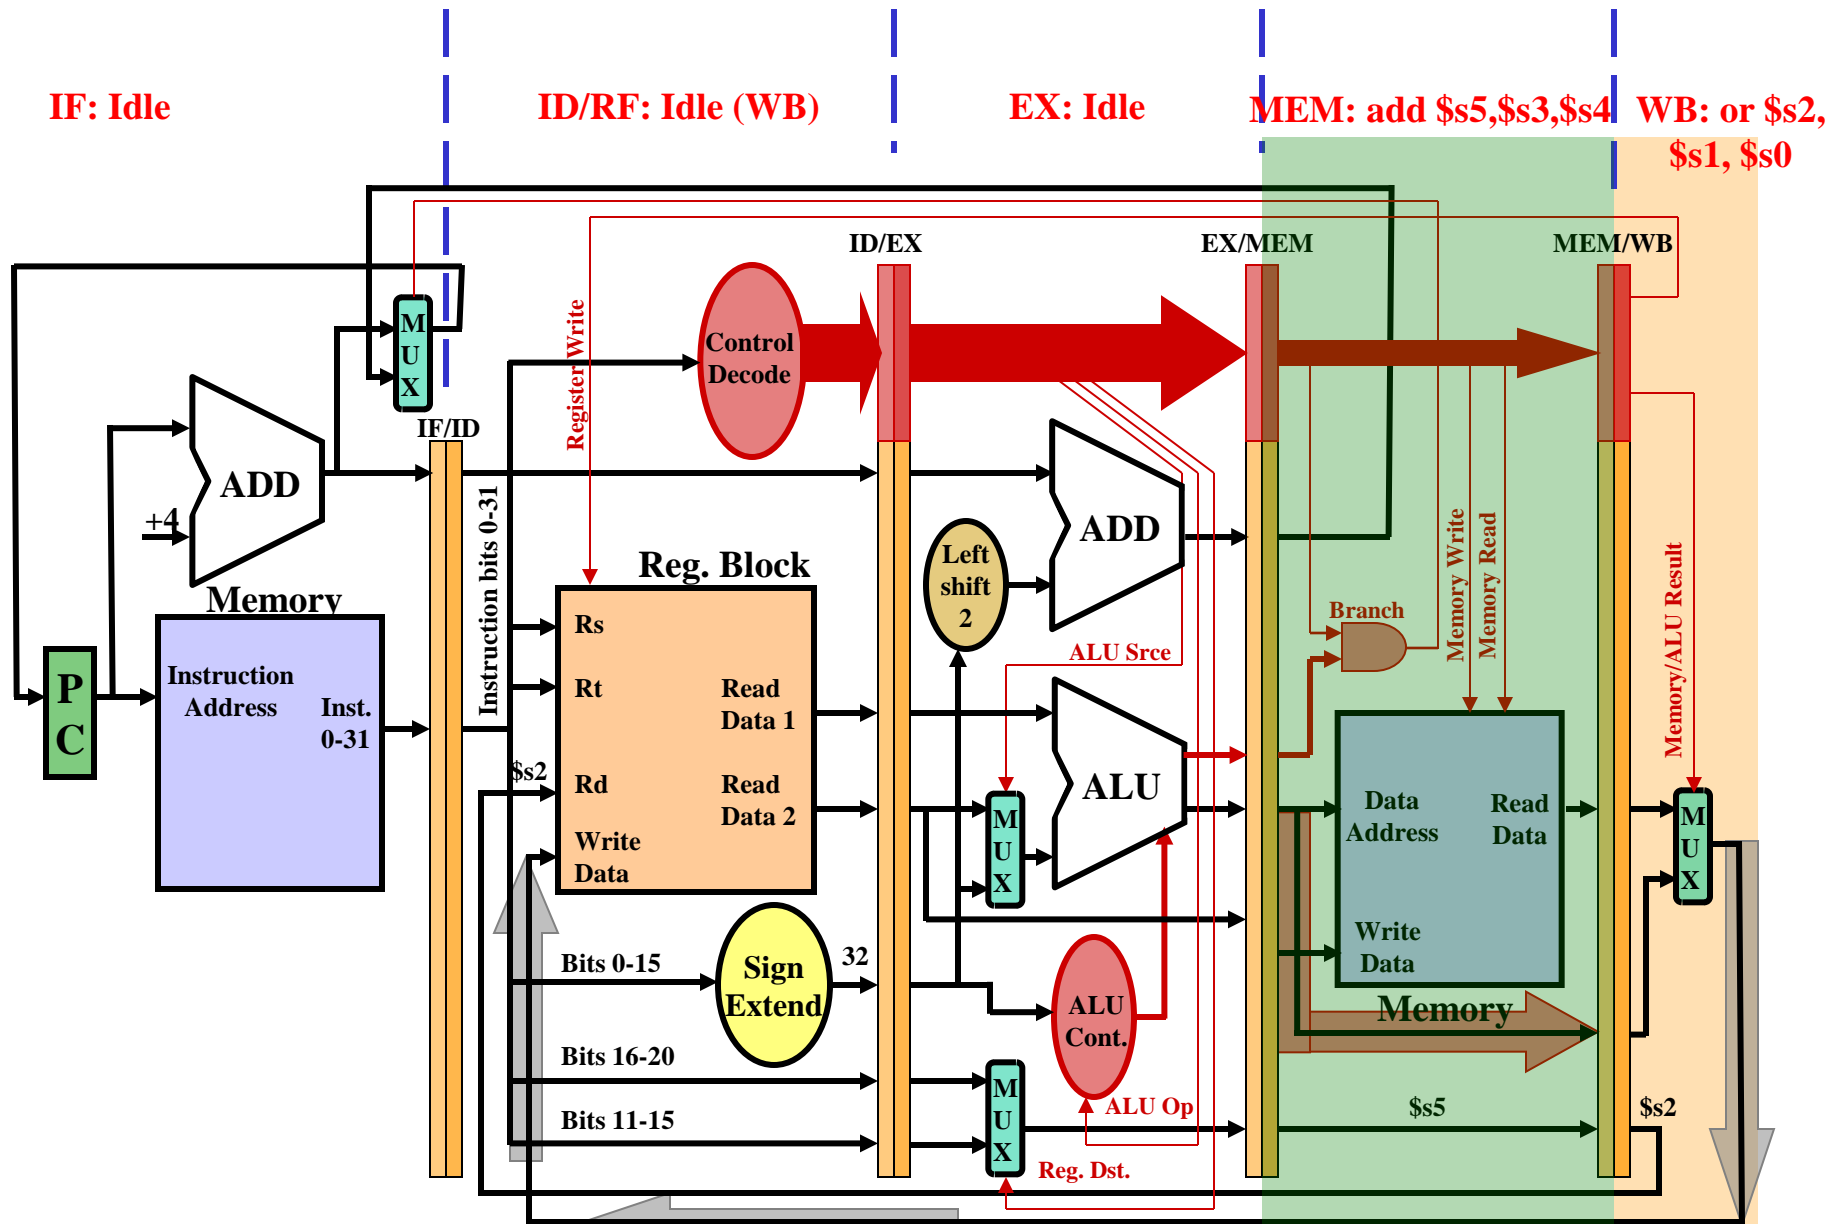 IF: Idle
ID/RF: Idle (WB)
EX: Idle
MEM: add $s5,$s3,$s4
WB: or $s2,
$s1, $s0
ID/EX
EX/MEM
MEM/WB
M
U
X
Register Write
Control
Decode
IF/ID
ADD
+4
Memory
Instruction
Address
Inst.
0-31
P
C
Instruction bits 0-31
Reg. Block
Rs
Rt
Read
Data 1
$s2
Rd
Read
Data 2
Write
Data
Bits 0-15
Sign
Extend
32
Bits 16-20
Bits 11-15
ADD
Left
shift
2
ALU Srce
ALU
M
U
X
ALU
Cont.
M
U
X
ALU Op
Reg. Dst.
Branch
Memory Write
Memory Read
Data
Address
Read
Data
Write
Data
Memory
$s5
Memory/ALU Result
M
U
X
$s2